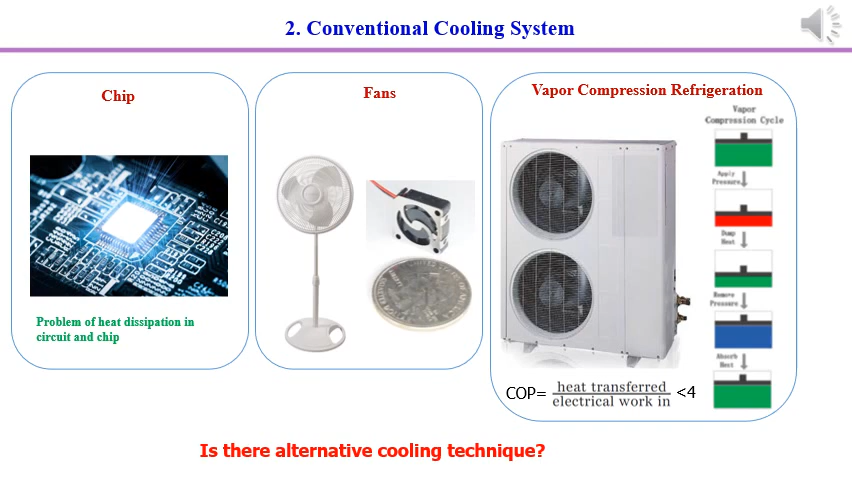 2. Conventional Cooling System
Chip
Problem of heat dissipation in
circuit and chip
Fans
Vapor Compression Refrigeration
Vapor
Compression Cycle
Apply
Pressure
Dump
Heat
Remove
Pressure
Absorb
Heat
COP= heat transferred
electrical work in <4
Is there alternative cooling technique?